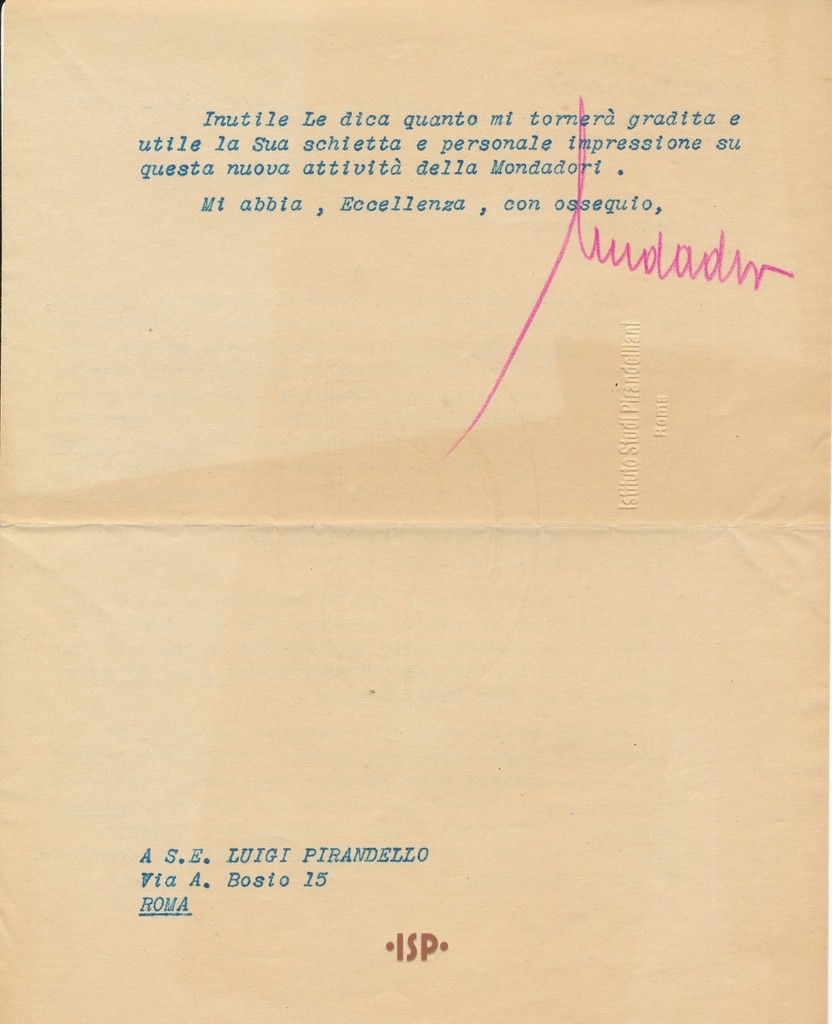 Inutile Le dica quanto mi tornerà gradita e
utile la Sua schietta e personale impressione su
questa nuova attività della Mondadori .
Mi abbia , Eccellenza , con ossequio,
Mondadori
Istituto Studi Pirandelliani
Roma
A S.E. LUIGI PIRANDELLO
Via A. Bosio 15
ROMA
•ISP•